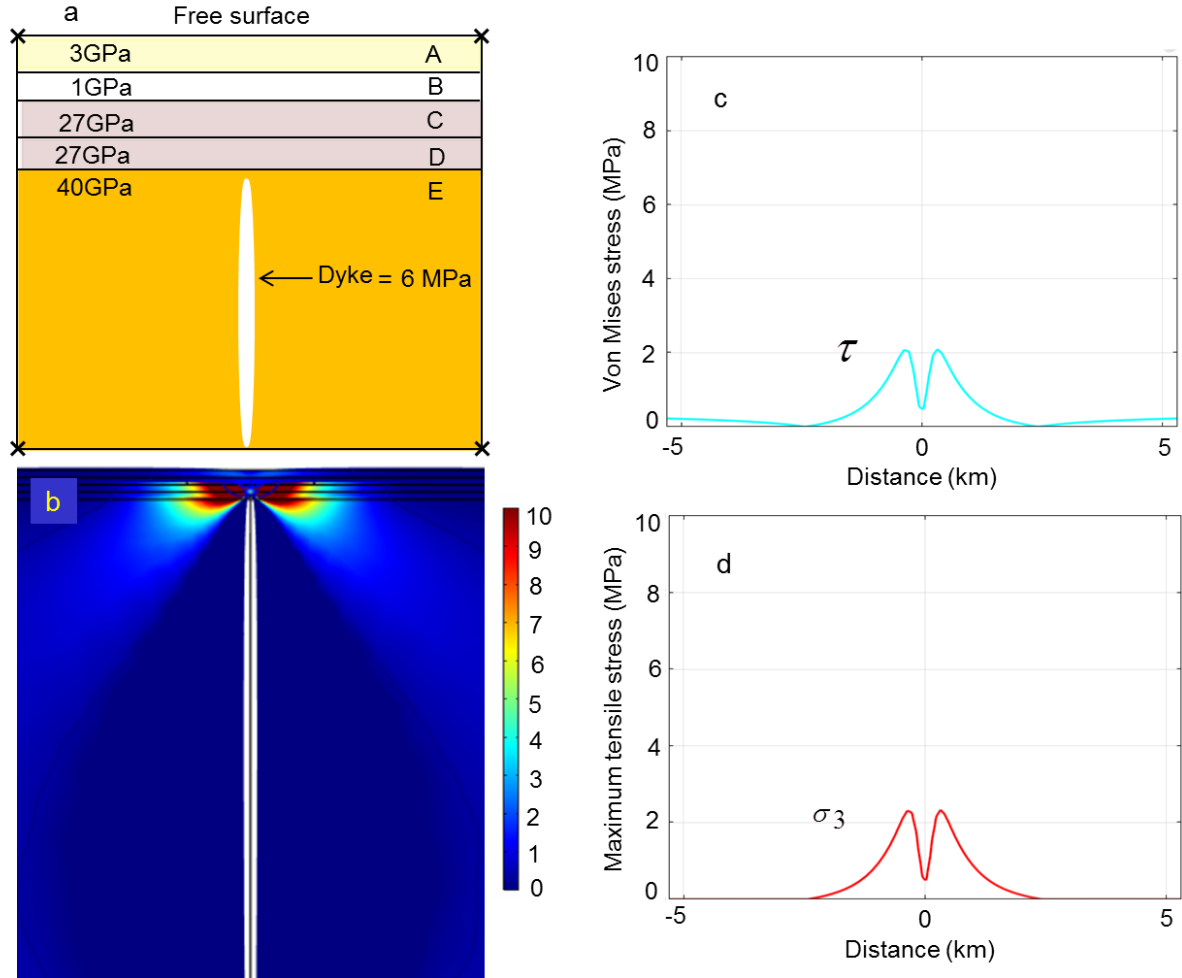 a
Free surface
3GPa A
1GPa B
27GPa C
27GPa D
40GPa E
Dyke = 6 MPa
b
10
9
8
7
6
5
4
3
2
1
0
c
Von Mises stress (MPa)
10
8
6
4
2
0
τ
-5 0 5
Distance (km)
d
Maximum tensile stress (MPa)
10
8
6
4
2
0
σ3
-5 0 5
Distance (km)